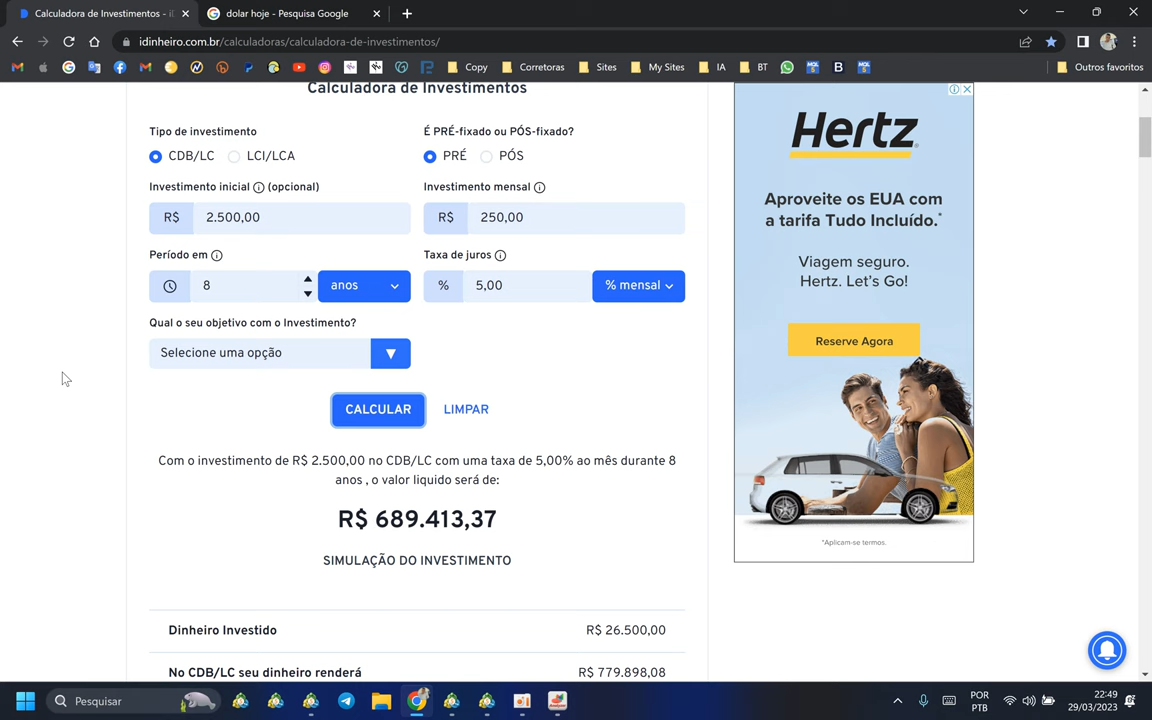 Calculadora de Investimentos - iD
dolar hoje - Pesquisa Google
idinheiro.com.br/calculadoras/calculadora-de-investimentos/
Copy
Corretoras
Sites
My Sites
IA
BT
Outros favoritos
Calculadora de Investimentos
Tipo de investimento
É PRÉ-fixado ou PÓS-fixado?
CDB/LC
LCI/LCA
PRÉ
PÓS
Investimento inicial (opcional)
Investimento mensal
R$ 2.500,00
R$ 250,00
Período em
Taxa de juros
8
anos
% 5,00
% mensal
Qual o seu objetivo com o Investimento?
Selecione uma opção
CALCULAR
LIMPAR
Com o investimento de R$ 2.500,00 no CDB/LC com uma taxa de 5,00% ao mês durante 8
anos , o valor liquido será de:
R$ 689.413,37
SIMULAÇÃO DO INVESTIMENTO
Dinheiro Investido R$ 26.500,00
No CDB/LC seu dinheiro renderá R$ 779.898,08
Hertz
Aproveite os EUA com
a tarifa Tudo Incluído.*
Viagem seguro.
Hertz. Let's Go!
Reserve Agora
*Aplicam-se termos.
Pesquisar
POR
PTB
22:49
29/03/2023